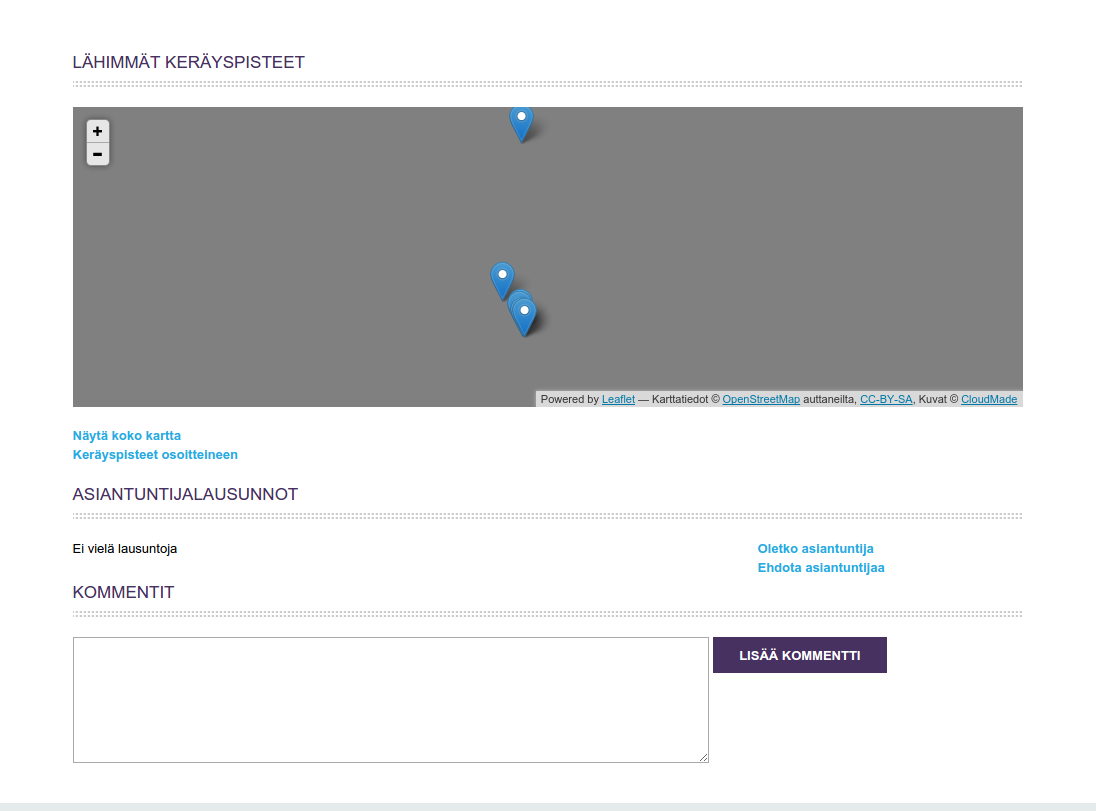 LÄHIMMÄT KERÄYSPISTEET
+
-
Powered by Leaflet — Karttatiedot © OpenStreetMap auttaneilta, CC-BY-SA, Kuvat © CloudMade
Näytä koko kartta
Keräyspisteet osoitteineen
ASIANTUNTIJALAUSUNNOT
Ei vielä lausuntoja
Oletko asiantuntija
Ehdota asiantuntijaa
KOMMENTIT
LISÄÄ KOMMENTTI